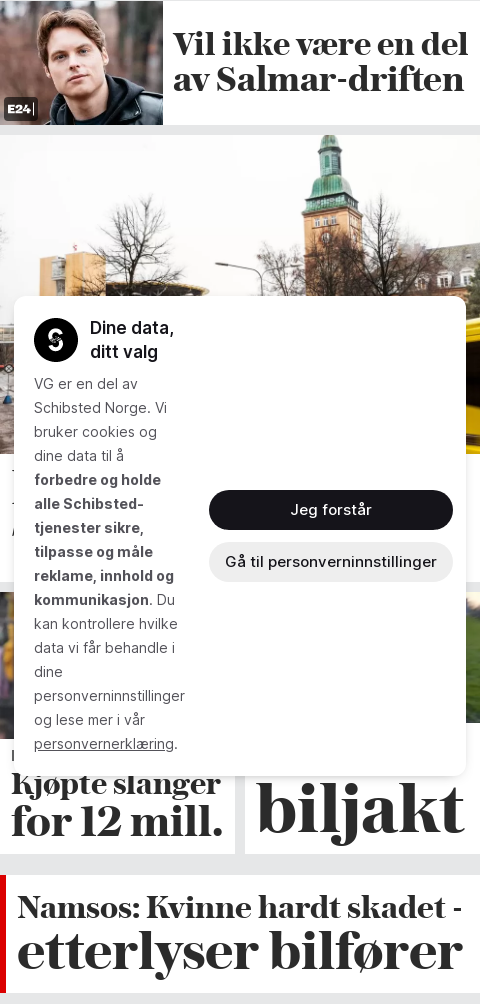 Vil ikke være en del
av Salmar-driften
E24
Dine data,
ditt valg
VG er en del av
Schibsted Norge. Vi
bruker cookies og
dine data til å
forbedre og holde
alle Schibsted-
tjenester sikre,
tilpasse og måle
reklame, innhold og
kommunikasjon. Du
kan kontrollere hvilke
data vi får behandle i
dine
personverninnstillinger
og lese mer i vår
personvernerklæring.
Jeg forstår
Gå til personverninnstillinger
Kjøpte slanger
for 12 mill.
biljakt
Namsos: Kvinne hardt skadet -
etterlyser bilfører